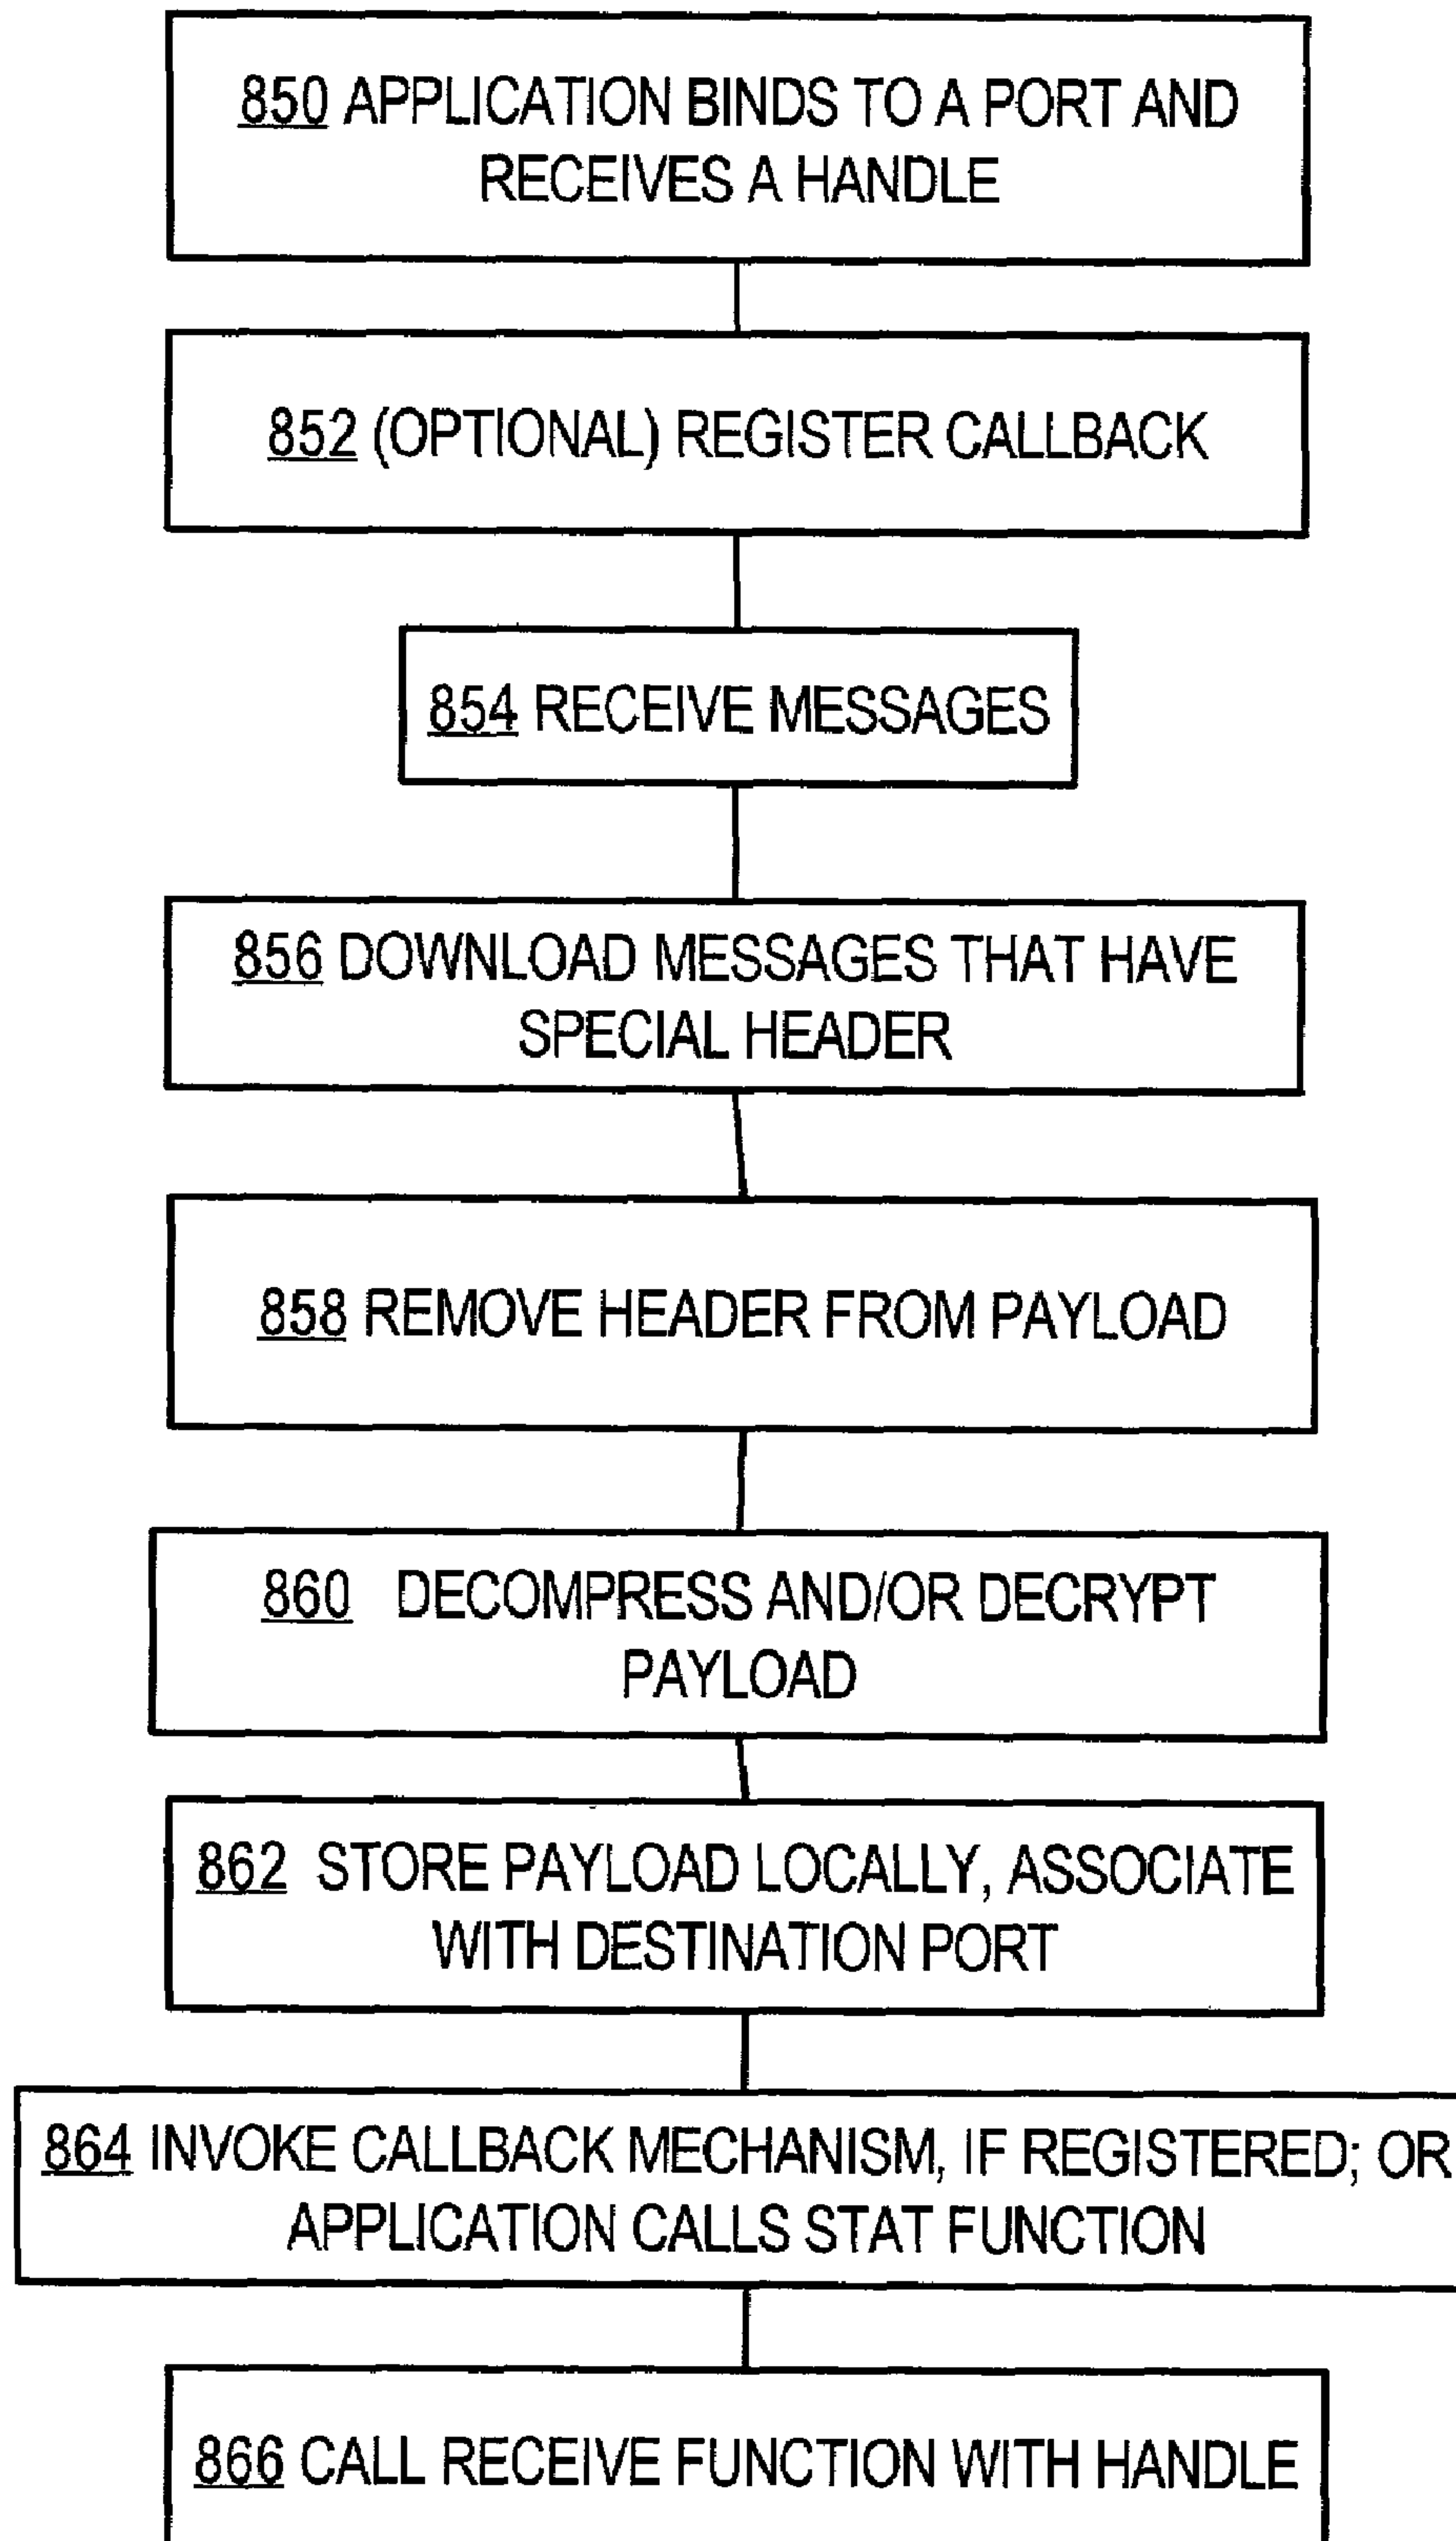 850 APPLICATION BINDS TO A PORT AND
RECEIVES A HANDLE
852 (OPTIONAL) REGISTER CALLBACK
854 RECEIVE MESSAGES
856 DOWNLOAD MESSAGES THAT HAVE
SPECIAL HEADER
858 REMOVE HEADER FROM PAYLOAD
860 DECOMPRESS AND/OR DECRYPT
PAYLOAD
862 STORE PAYLOAD LOCALLY, ASSOCIATE
WITH DESTINATION PORT
864 INVOKE CALLBACK MECHANISM, IF REGISTERED; OR
APPLICATION CALLS STAT FUNCTION
866 CALL RECEIVE FUNCTION WITH HANDLE